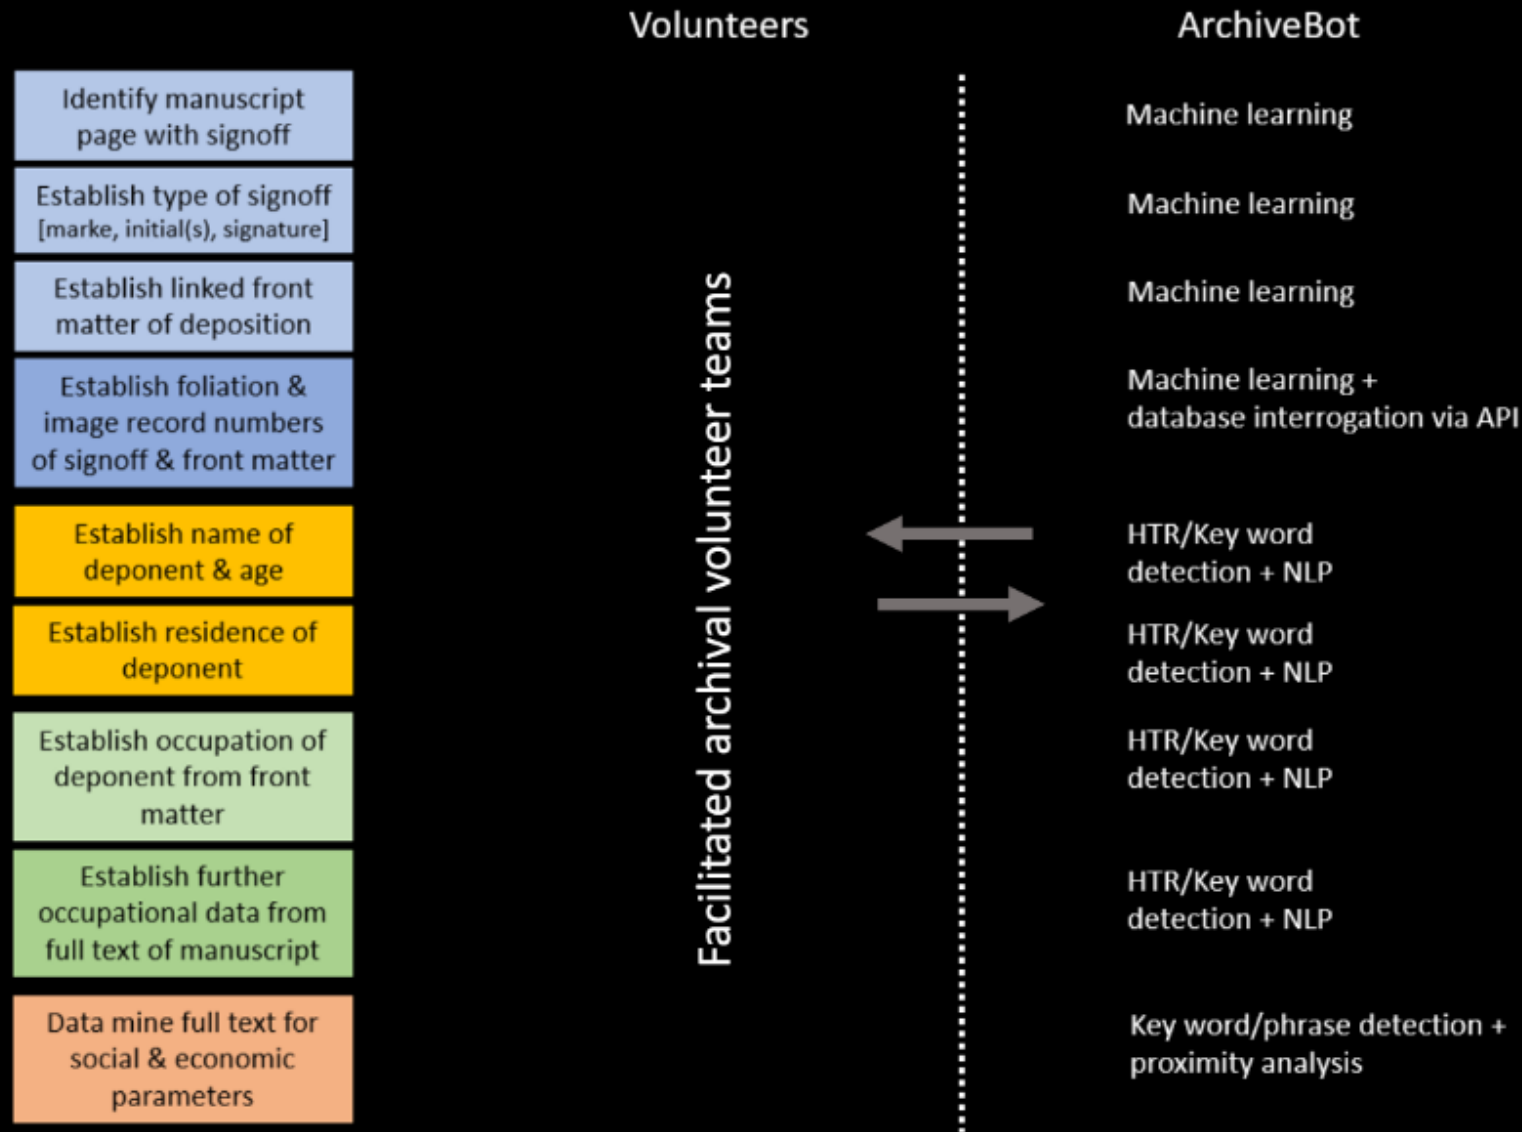 Volunteers
ArchiveBot
Identify manuscript
page with signoff
Machine learning
Establish type of signoff
[marke, initial(s), signature]
Machine learning
Establish linked front
matter of deposition
Machine learning
Establish foliation &
image record numbers
of signoff & front matter
Machine learning +
database interrogation via API
Facilitated archival volunteer teams
Establish name of
deponent & age
HTR/Key word
detection + NLP
Establish residence of
deponent
HTR/Key word
detection + NLP
Establish occupation of
deponent from front
matter
HTR/Key word
detection + NLP
Establish further
occupational data from
full text of manuscript
HTR/Key word
detection + NLP
Data mine full text for
social & economic
parameters
Key word/phrase detection +
proximity analysis